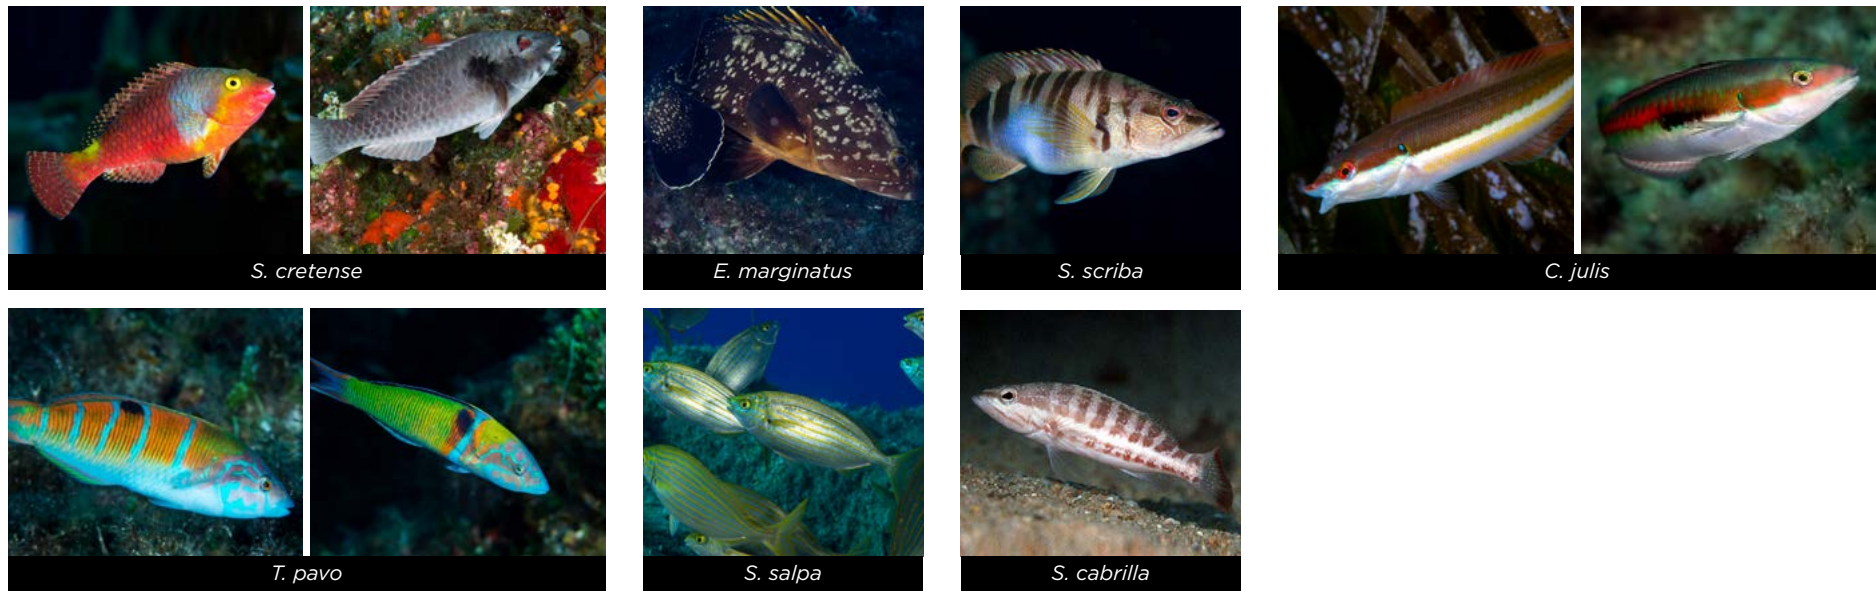 S. cretense
E. marginatus
S. scriba
C. julis
T. pavo
S. salpa
S. cabrilla